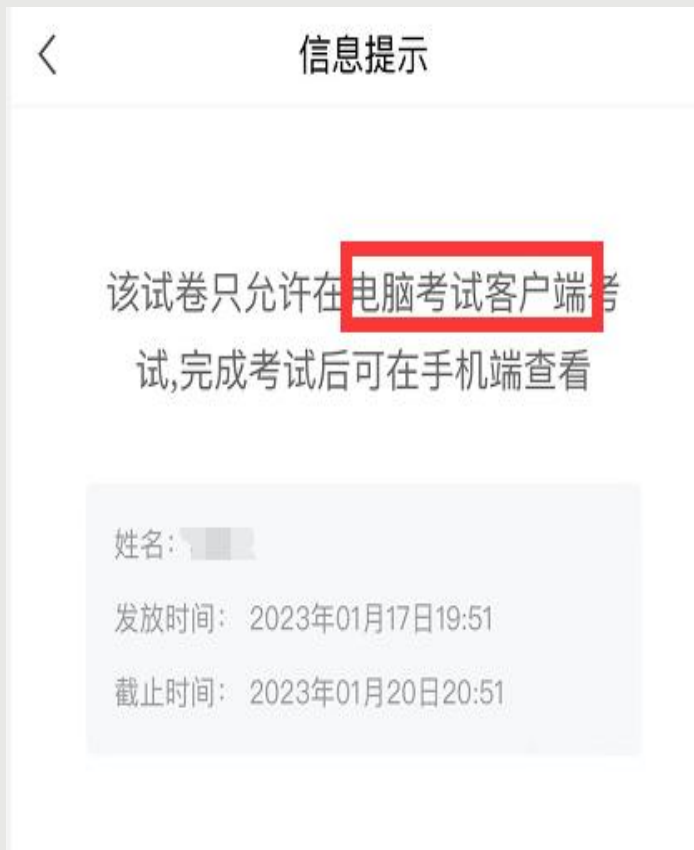 信息提示
该试卷只允许在电脑考试客户端考
试,完成考试后可在手机端查看
姓名：
发放时间： 2023年01月17日19:51
截止时间： 2023年01月20日20:51